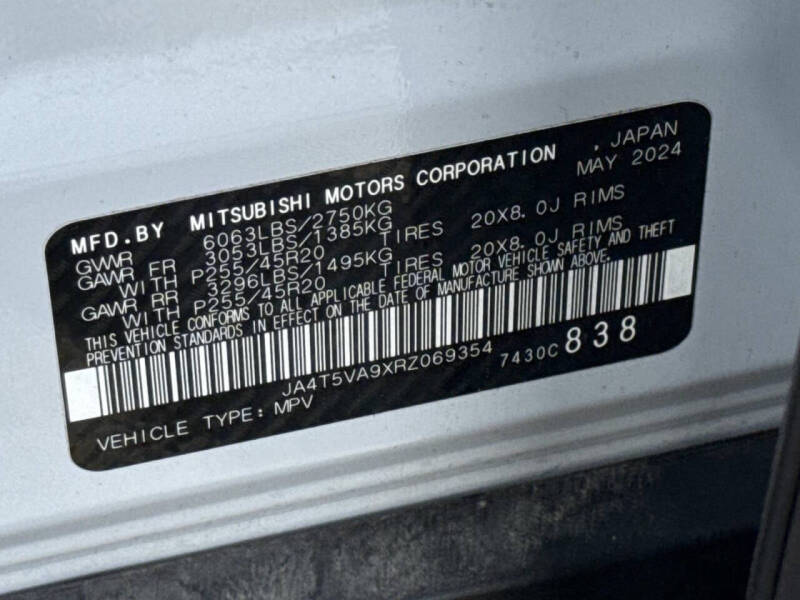 MFD.BY MITSUBISHI MOTORS CORPORATION , JAPAN
GVWR 6063LBS/2750KG MAY 2024
GAWR FR 3053LBS/1385KG
WITH P255/45R20 TIRES 20X8.0J RIMS
GAWR RR 3296LBS/1495KG
WITH P255/45R20 TIRES 20X8.0J RIMS
THIS VEHICLE CONFORMS TO ALL APPLICABLE FEDERAL MOTOR VEHICLE SAFETY AND THEFT
PREVENTION STANDARDS IN EFFECT ON THE DATE OF MANUFACTURE SHOWN ABOVE.
JA4T5VA9XRZ069354 7430C 838
VEHICLE TYPE: MPV